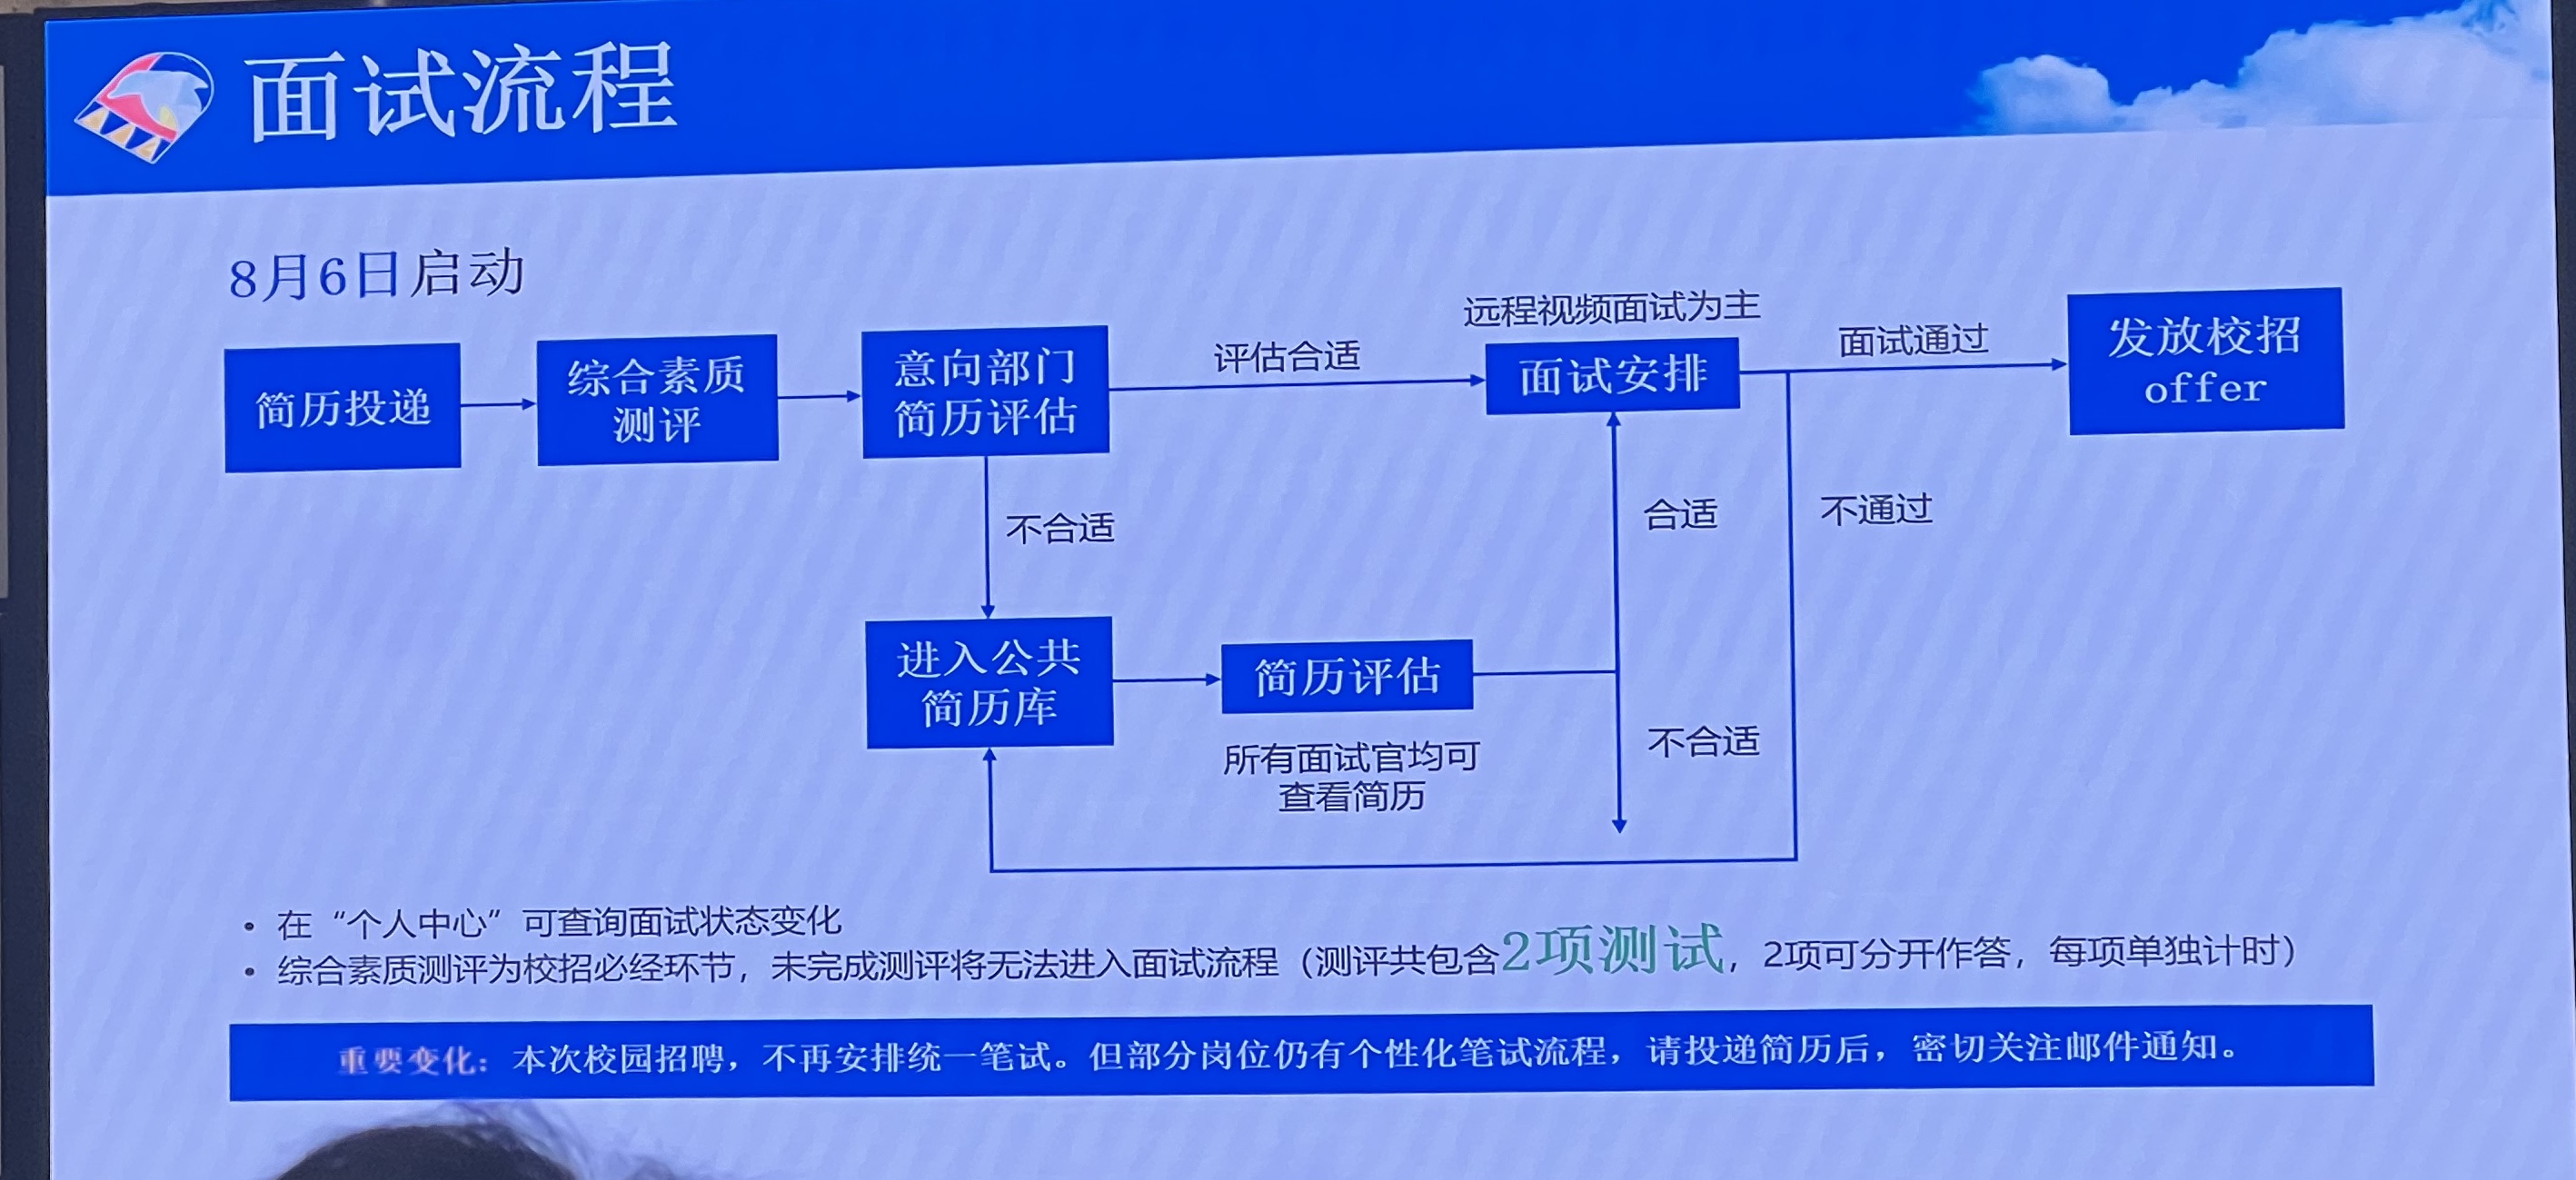 面试流程
8月6日启动
简历投递
综合素质
测评
意向部门
简历评估
评估合适
远程视频面试为主
面试安排
面试通过
发放校招
offer
不合适
合适
不通过
进入公共
简历库
简历评估
所有面试官均可
查看简历
不合适
• 在“个人中心”可查询面试状态变化
• 综合素质测评为校招必经环节，未完成测评将无法进入面试流程（测评共包含2项测试，2项可分开作答，每项单独计时）
重要变化：本次校园招聘，不再安排统一笔试。但部分岗位仍有个性化笔试流程，请投递简历后，密切关注邮件通知。